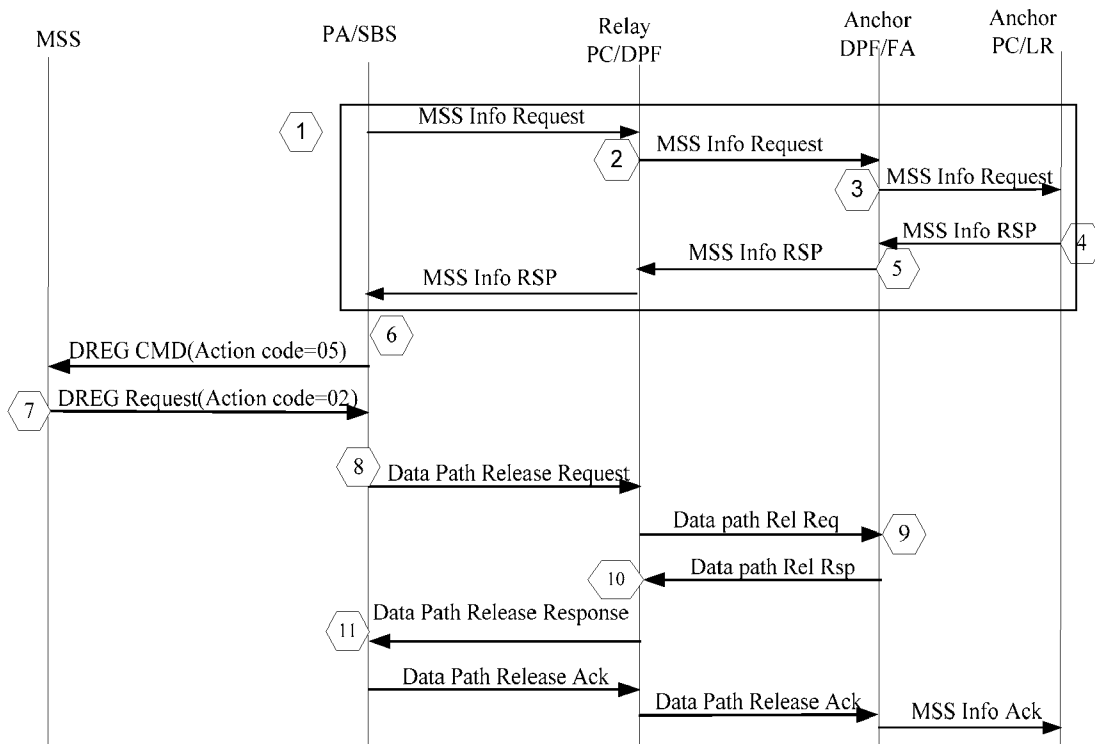 MSS
PA/SBS
Relay
PC/DPF
Anchor
DPF/FA
Anchor
PC/LR
1
MSS Info Request
2
MSS Info Request
3
MSS Info Request
MSS Info RSP
4
MSS Info RSP
5
MSS Info RSP
6
DREG CMD(Action code=05)
7
DREG Request(Action code=02)
8
Data Path Release Request
Data path Rel Req
9
10
Data path Rel Rsp
Data Path Release Response
11
Data Path Release Ack
Data Path Release Ack
MSS Info Ack